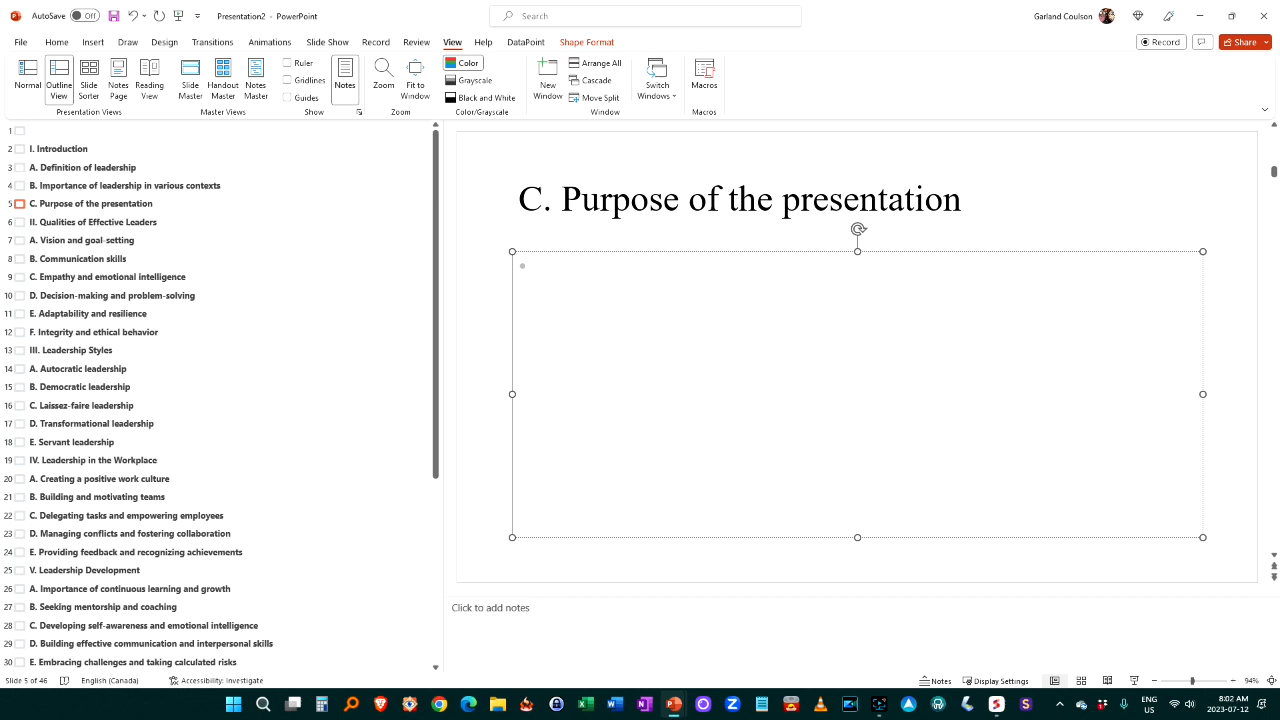 AutoSave Off Presentation2 - PowerPoint Search Garland Coulson
File Home Insert Draw Design Transitions Animations Slide Show Record Review View Help DataPoint Shape Format Record Share
Normal Outline View Slide Sorter Notes Page Reading View
Presentation Views
Slide Master Handout Master Notes Master
Master Views
Ruler
Gridlines
Guides
Notes
Show
Zoom Fit to Window
Zoom
Color
Grayscale
Black and White
Color/Grayscale
New Window
Arrange All
Cascade
Move Split
Switch Windows
Window
Macros
Macros
1
2 I. Introduction
3 A. Definition of leadership
4 B. Importance of leadership in various contexts
5 C. Purpose of the presentation
6 II. Qualities of Effective Leaders
7 A. Vision and goal-setting
8 B. Communication skills
9 C. Empathy and emotional intelligence
10 D. Decision-making and problem-solving
11 E. Adaptability and resilience
12 F. Integrity and ethical behavior
13 III. Leadership Styles
14 A. Autocratic leadership
15 B. Democratic leadership
16 C. Laissez-faire leadership
17 D. Transformational leadership
18 E. Servant leadership
19 IV. Leadership in the Workplace
20 A. Creating a positive work culture
21 B. Building and motivating teams
22 C. Delegating tasks and empowering employees
23 D. Managing conflicts and fostering collaboration
24 E. Providing feedback and recognizing achievements
25 V. Leadership Development
26 A. Importance of continuous learning and growth
27 B. Seeking mentorship and coaching
28 C. Developing self-awareness and emotional intelligence
29 D. Building effective communication and interpersonal skills
30 E. Embracing challenges and taking calculated risks
C. Purpose of the presentation
Click to add notes
Slide 5 of 46 English (Canada) Accessibility: Investigate Notes Display Settings 94%
ENG
US
8:02 AM
2023-07-12